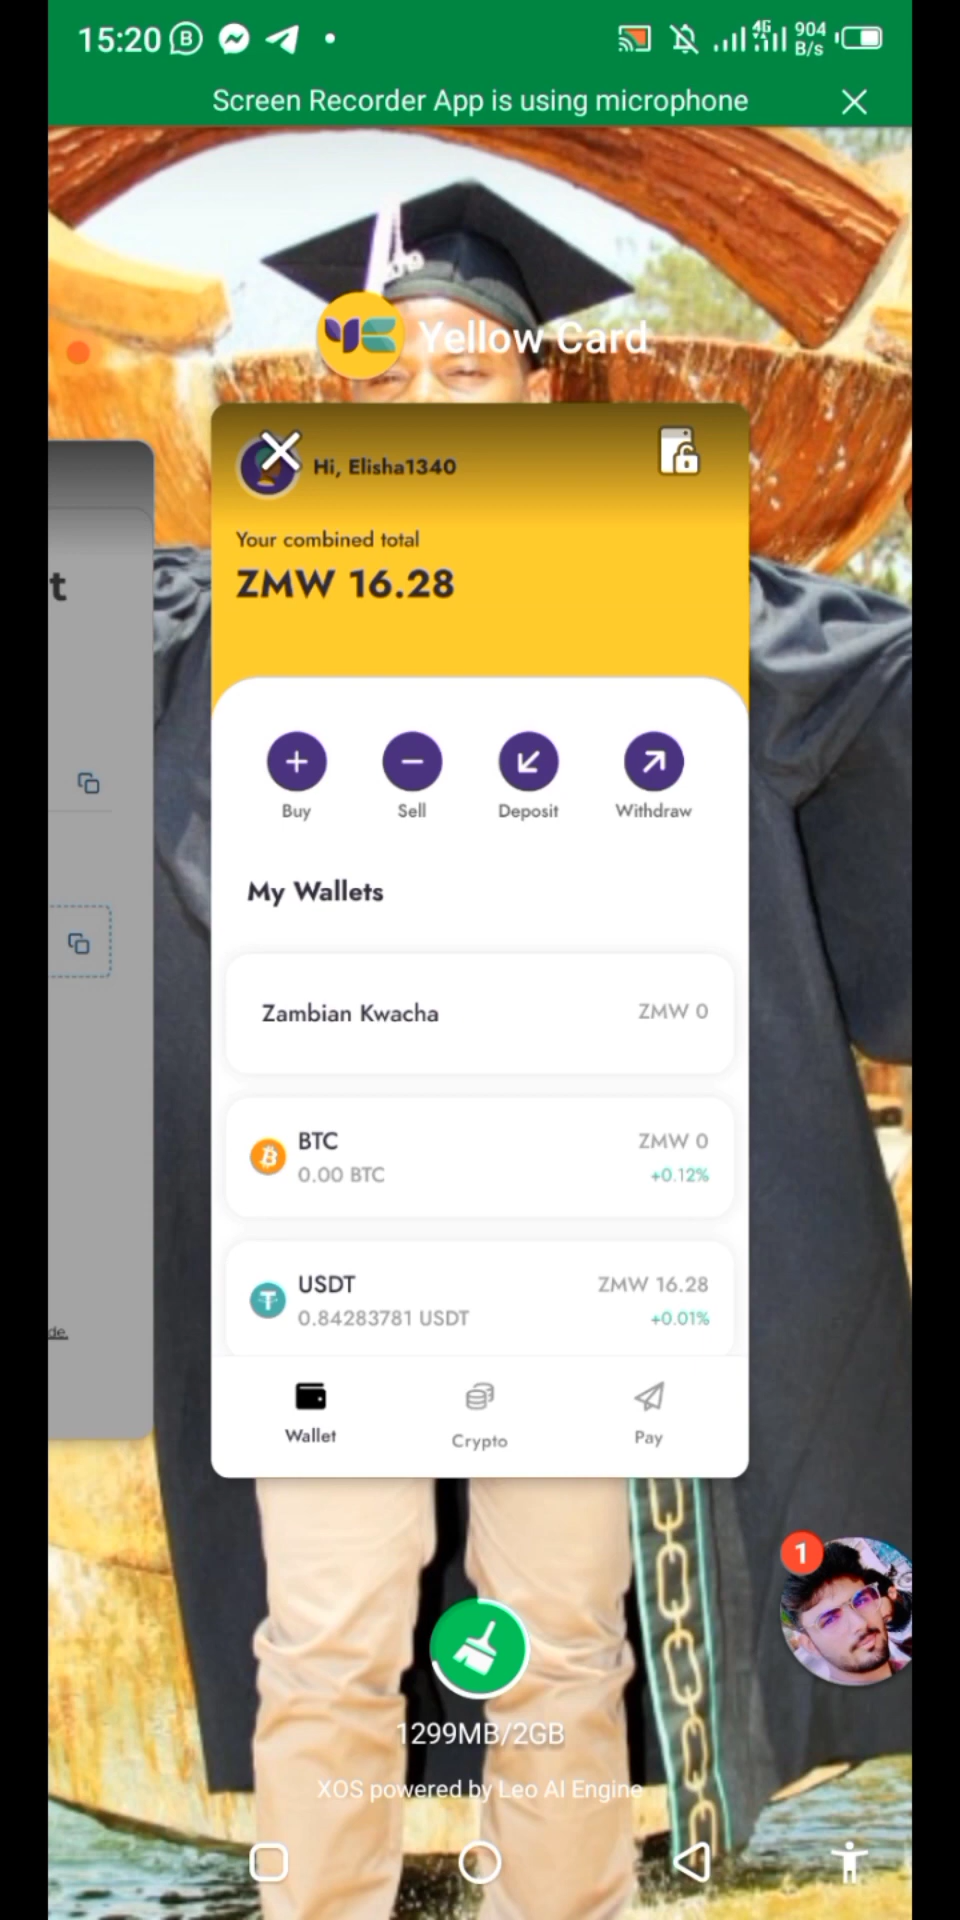 15:20
4G
904 B/s
Screen Recorder App is using microphone
Yellow Card
Hi, Elisha1340
Your combined total
ZMW 16.28
t
Buy
Sell
Deposit
Withdraw
My Wallets
Zambian Kwacha
ZMW 0
BTC
ZMW 0
0.00 BTC
+0.12%
USDT
ZMW 16.28
0.84283781 USDT
+0.01%
de.
Wallet
Crypto
Pay
1
1299MB/2GB
XOS powered by Leo AI Engine